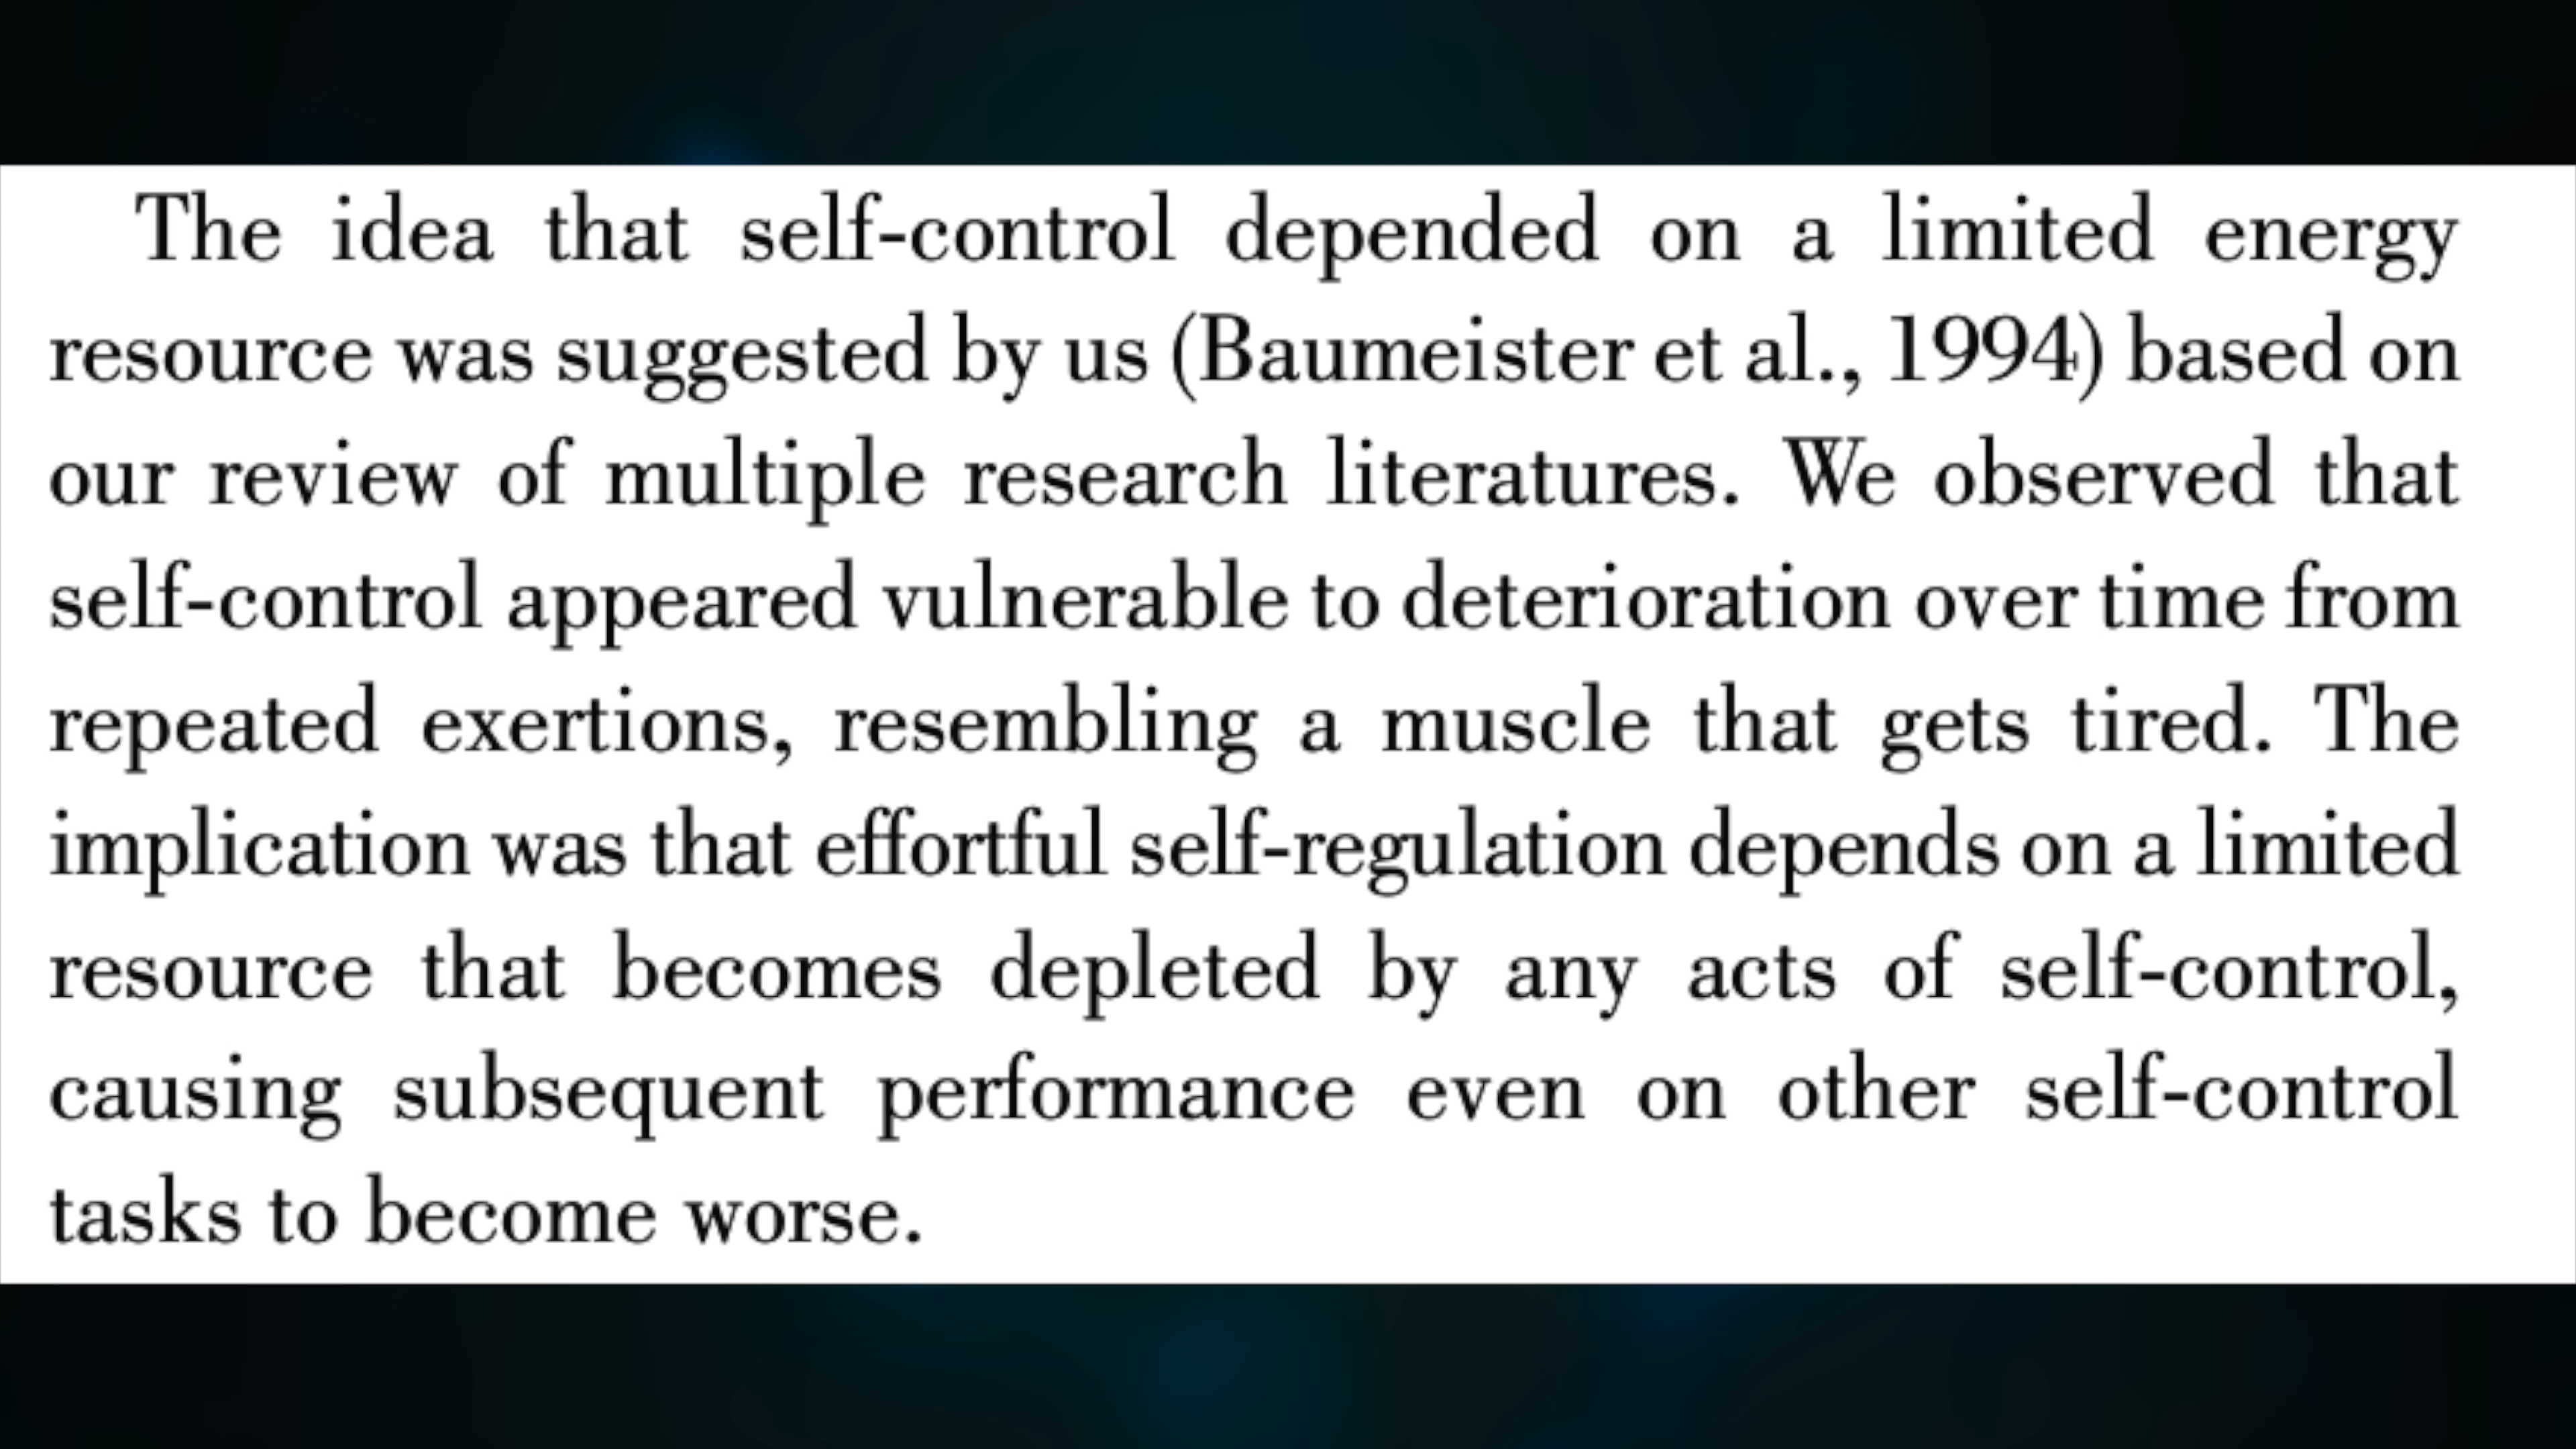 The idea that self-control depended on a limited energy
resource was suggested by us (Baumeister et al., 1994) based on
our review of multiple research literatures. We observed that
self-control appeared vulnerable to deterioration over time from
repeated exertions, resembling a muscle that gets tired. The
implication was that effortful self-regulation depends on a limited
resource that becomes depleted by any acts of self-control,
causing subsequent performance even on other self-control
tasks to become worse.